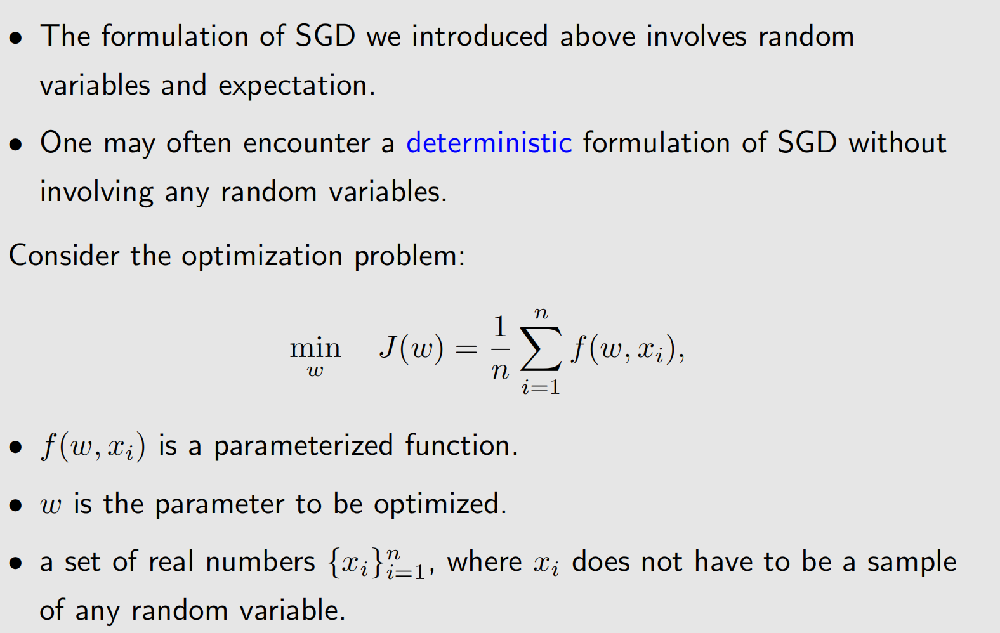 • The formulation of SGD we introduced above involves random
variables and expectation.
• One may often encounter a deterministic formulation of SGD without
involving any random variables.
Consider the optimization problem:
$$\min_{w} \quad J(w) = \frac{1}{n} \sum_{i=1}^{n} f(w, x_i),$$
• $f(w, x_i)$ is a parameterized function.
• $w$ is the parameter to be optimized.
• a set of real numbers $\{x_i\}_{i=1}^{n}$, where $x_i$ does not have to be a sample
of any random variable.